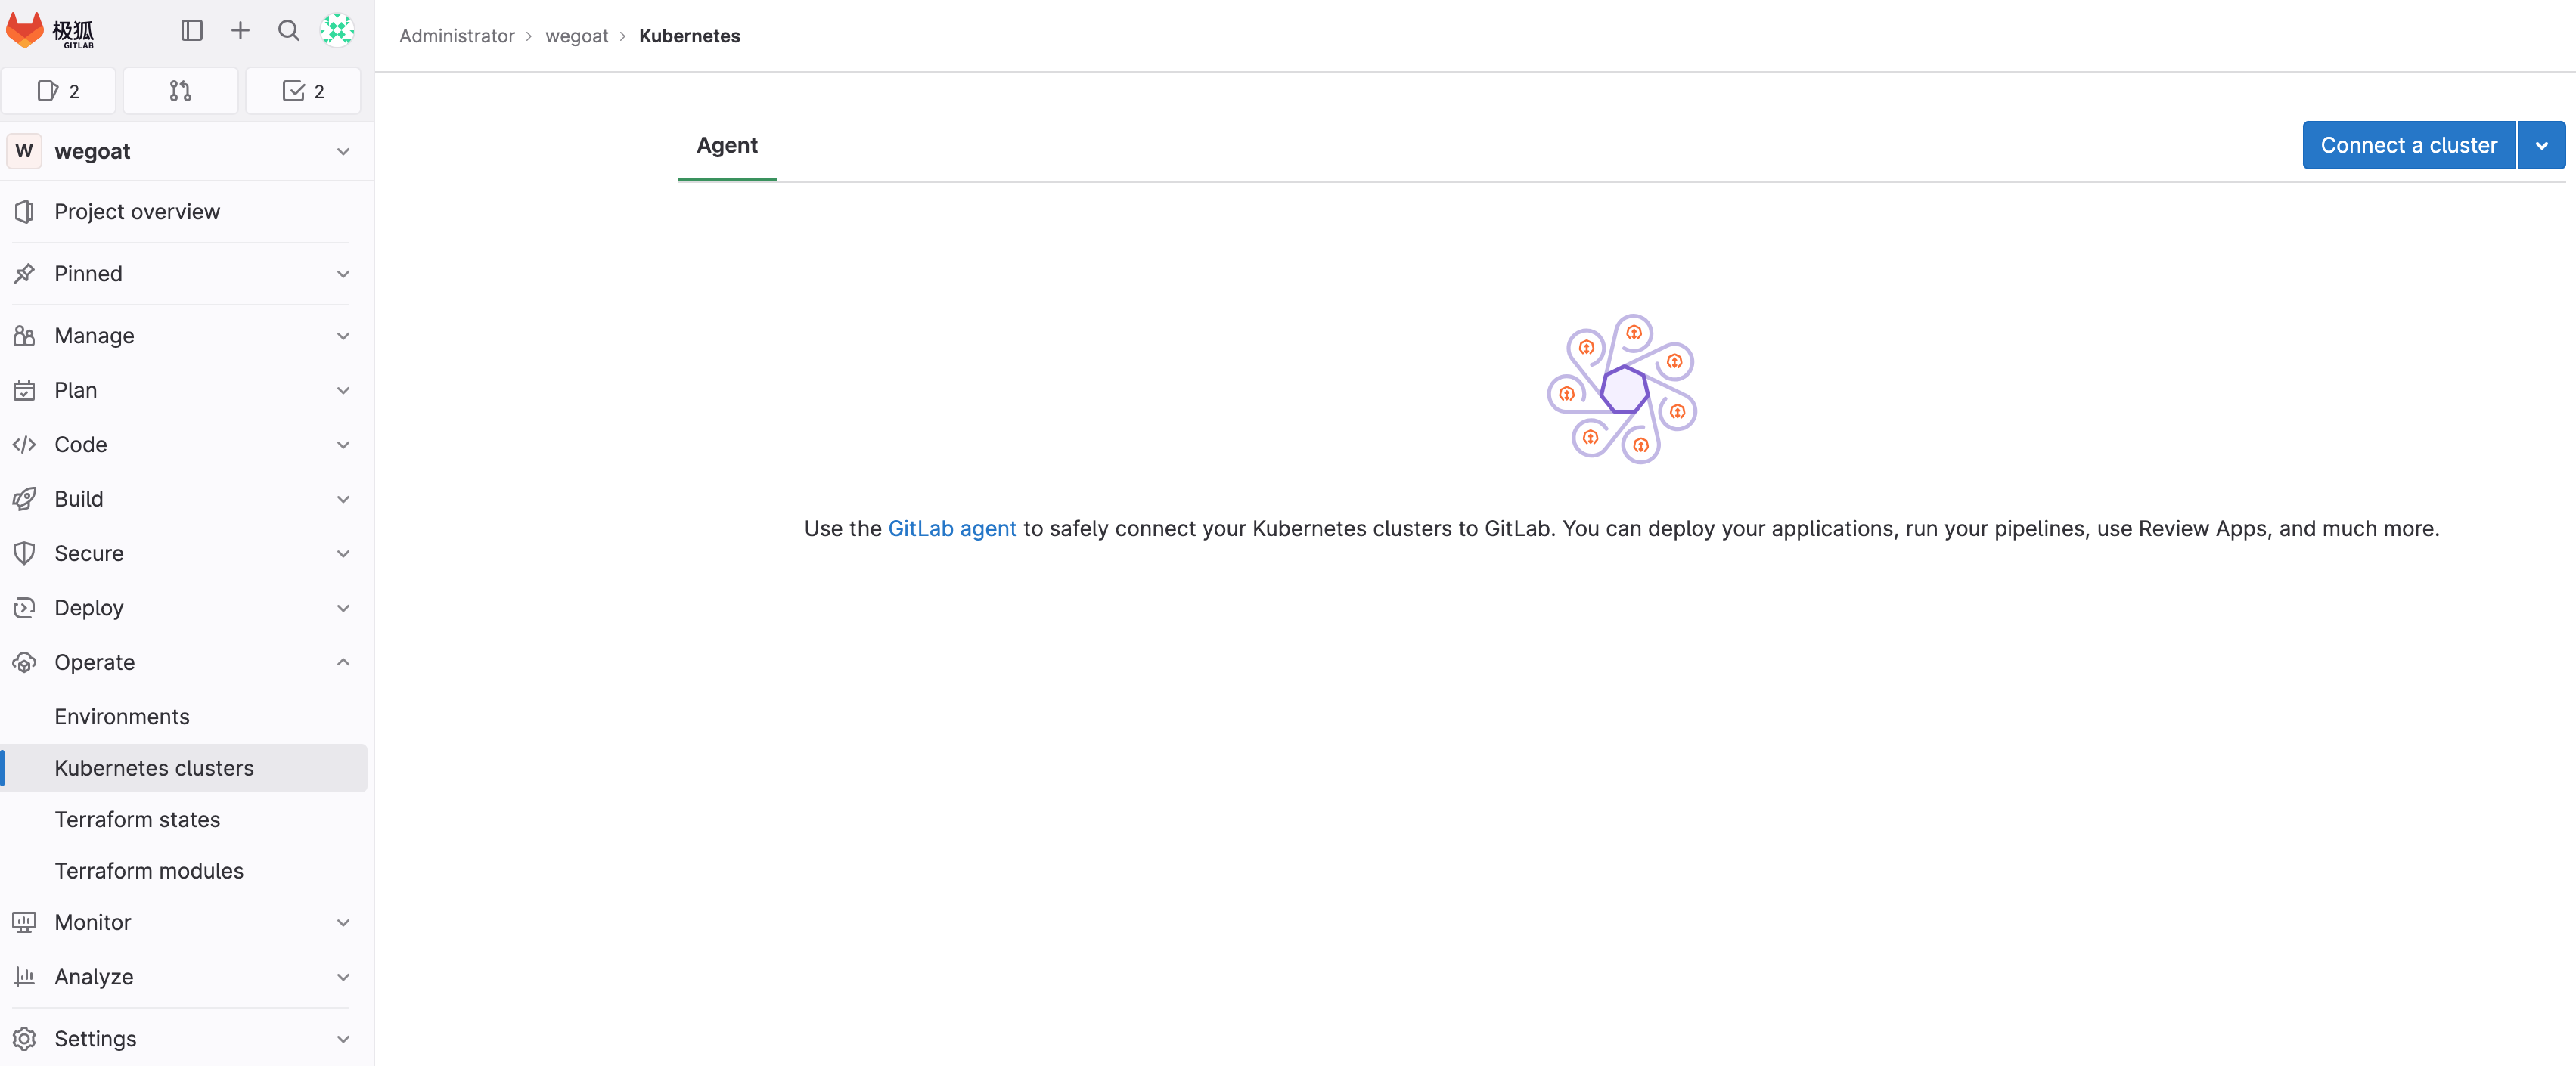 极狐
GITLAB
2
2
W wegoat
Project overview
Pinned
Manage
Plan
Code
Build
Secure
Deploy
Operate
Environments
Kubernetes clusters
Terraform states
Terraform modules
Monitor
Analyze
Settings
Administrator › wegoat › Kubernetes
Agent
Connect a cluster
Use the GitLab agent to safely connect your Kubernetes clusters to GitLab. You can deploy your applications, run your pipelines, use Review Apps, and much more.